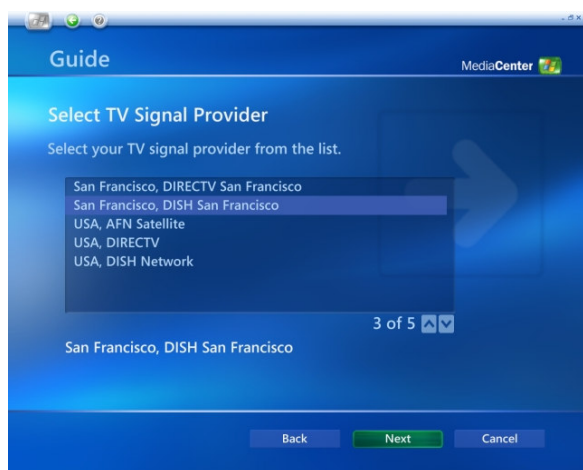 Guide
MediaCenter
Select TV Signal Provider
Select your TV signal provider from the list.
San Francisco, DIRECTV San Francisco
San Francisco, DISH San Francisco
USA, AFN Satellite
USA, DIRECTV
USA, DISH Network
3 of 5
San Francisco, DISH San Francisco
Back Next Cancel